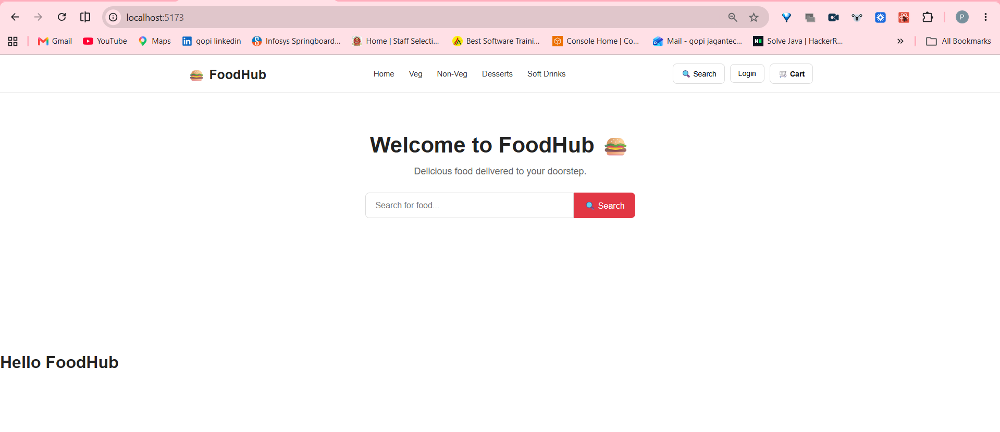 localhost:5173
P
Gmail YouTube Maps gopi linkedin Infosys Springboard... Home | Staff Selecti... Best Software Traini... Console Home | Co... Mail - gopi jagantec... Solve Java | HackerR... » All Bookmarks
FoodHub Home Veg Non-Veg Desserts Soft Drinks Search Login Cart
Welcome to FoodHub
Delicious food delivered to your doorstep.
Search for food... Search
Hello FoodHub